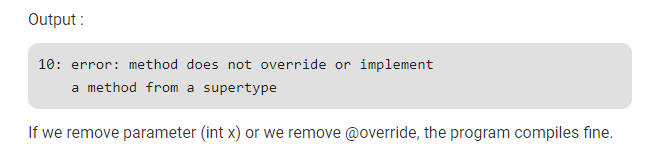 Output :
10: error: method does not override or implement
a method from a supertype
If we remove parameter (int x) or we remove @override, the program compiles fine.